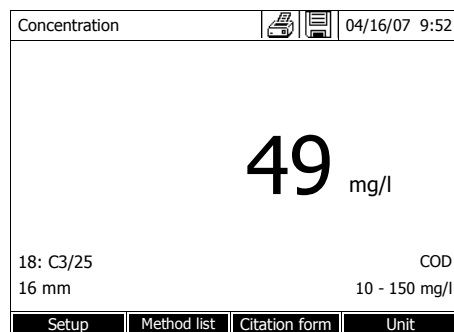 Concentration 04/16/07 9:52
49 mg/l
18: C3/25 COD
16 mm 10 - 150 mg/l
Setup Method list Citation form Unit